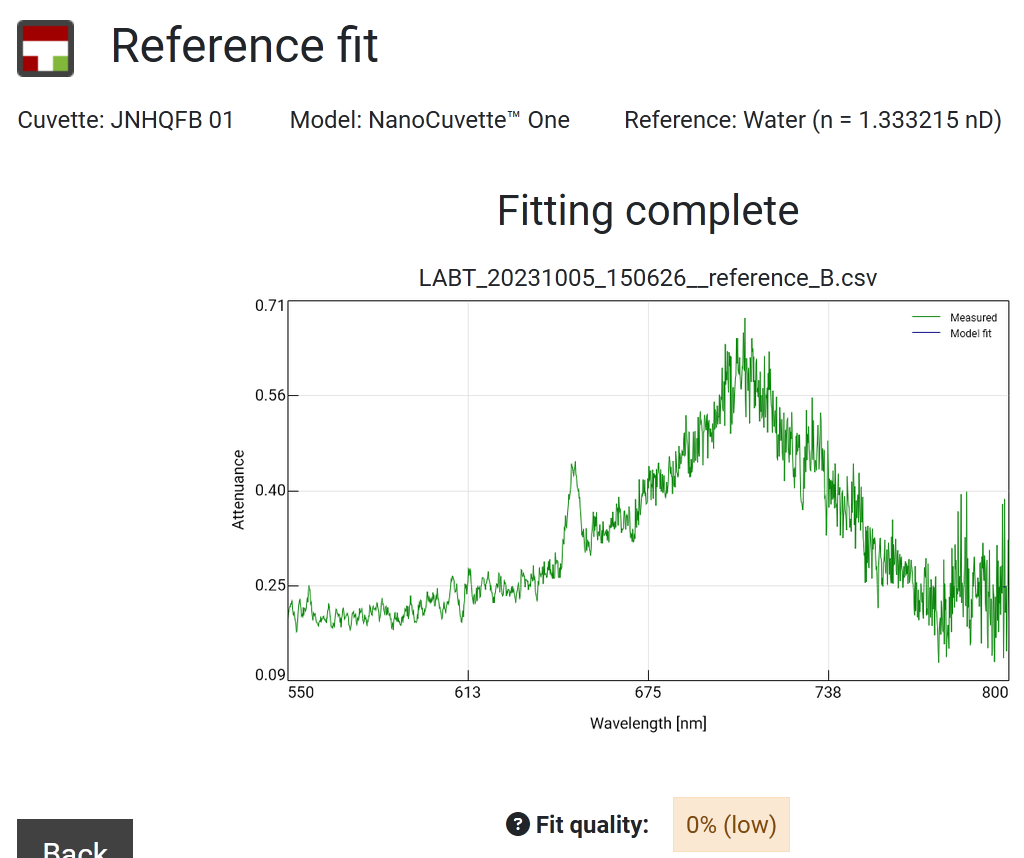 Reference fit
Cuvette: JNHQFB 01 Model: NanoCuvette™ One Reference: Water (n = 1.333215 nD)
Fitting complete
LABT_20231005_150626__reference_B.csv
0.71
0.56
0.40
0.25
0.09
Attenuance
Measured
Model fit
550 613 675 738 800
Wavelength [nm]
? Fit quality: 0% (low)
Back